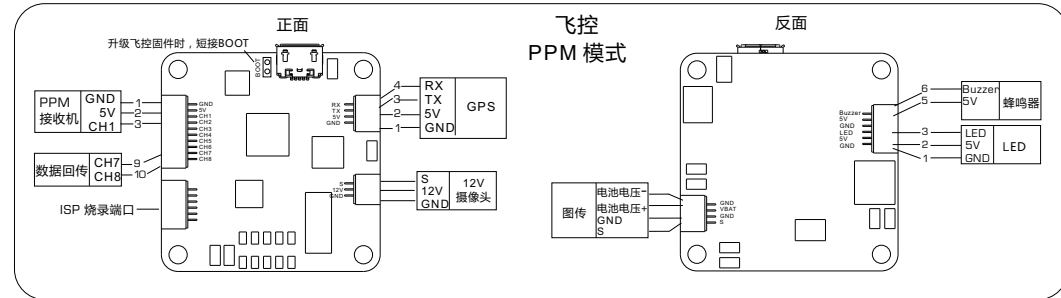 飞控
PPM 模式
正面
升级飞控固件时，短接BOOT
BOOT
PPM
接收机
GND 1
5V 2
CH1 3
GND
5V
CH1
CH2
CH3
CH4
CH5
CH6
CH7
CH8
数据回传
CH7 9
CH8 10
ISP 烧录端口
RX
TX
5V
GND
4 RX
3 TX
2 5V
1 GND
GPS
S
12V
GND
S
12V
GND
12V
摄像头
反面
Buzzer
5V
GND
LED
5V
GND
6 Buzzer
5 5V
蜂鸣器
3 LED
2 5V
1 GND
LED
图传
电池电压-
电池电压+
GND
S
GND
VBAT
GND
S